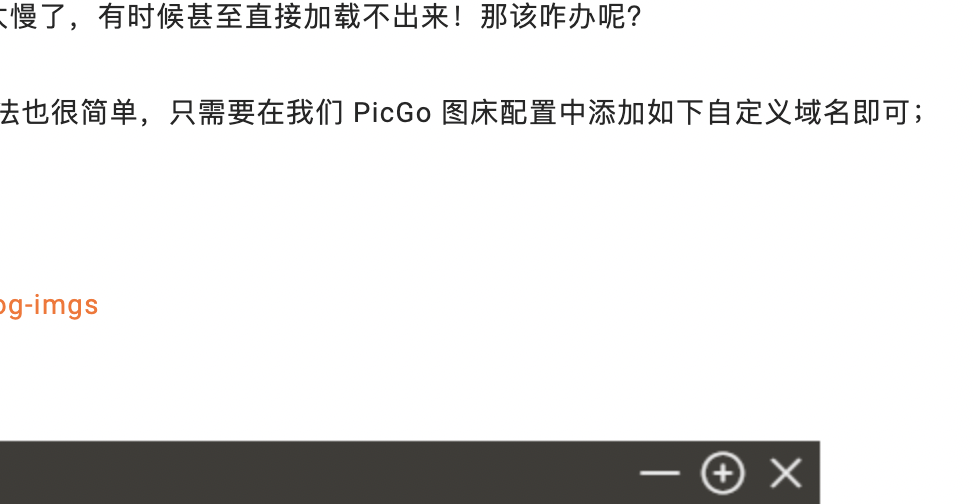 慢了，有时候甚至直接加载不出来！那该咋办呢？
法也很简单，只需要在我们 PicGo 图床配置中添加如下自定义域名即可；
og-imgs